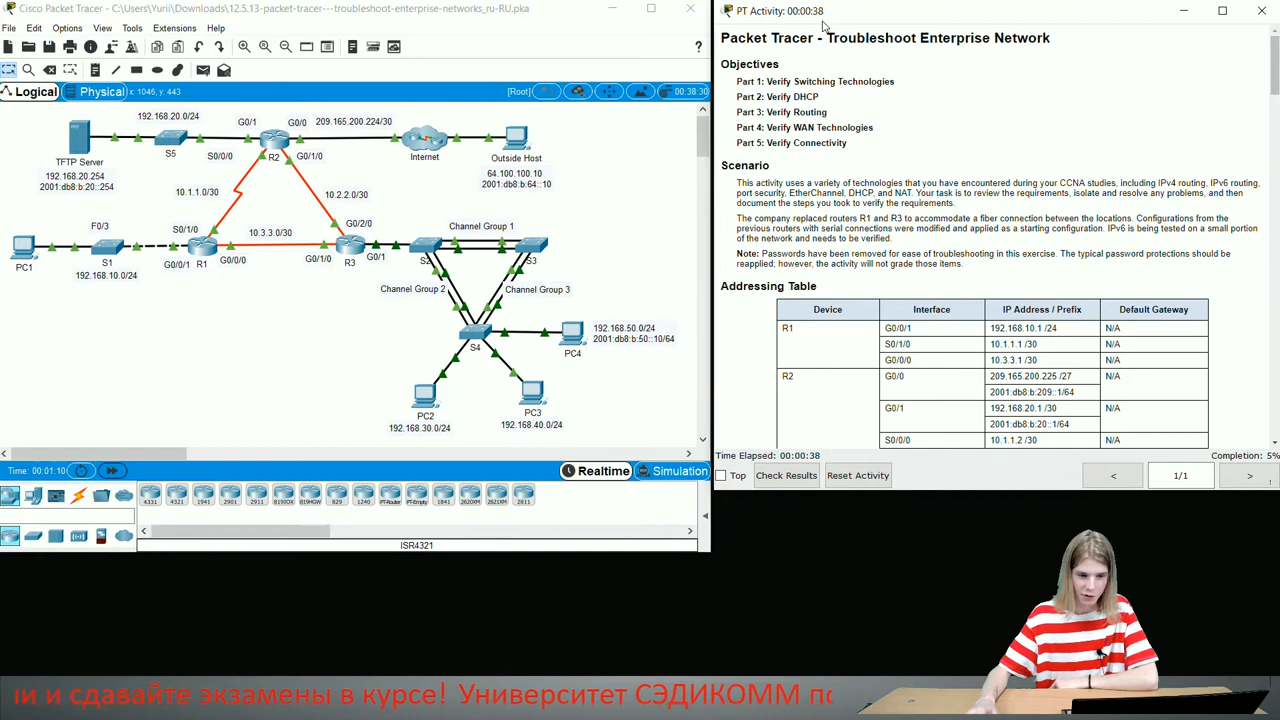 Cisco Packet Tracer - C:\Users\Yurii\Downloads\12.5.13-packet-tracer---troubleshoot-enterprise-networks_ru-RU.pka
File Edit Options View Tools Extensions Help
?
Logical Physical x: 1046, y: 443 [Root] 00:38:30
192.168.20.0/24
G0/1 G0/0 209.165.200.224/30
S5 R2 Internet
TFTP Server S0/0/0 G0/1/0 Outside Host
192.168.20.254
2001:db8:b:20::254
64.100.100.10
2001:db8:b:64::10
10.1.1.0/30 10.2.2.0/30
F0/3 S0/1/0 10.3.3.0/30 G0/2/0 Channel Group 1
PC1 S1 G0/0/1 R1 G0/0/0 G0/1/0 R3 G0/1 S2 S3
192.168.10.0/24
Channel Group 2 Channel Group 3
S4
192.168.50.0/24
2001:db8:b:50::10/64
PC4
PC2 PC3
192.168.30.0/24 192.168.40.0/24
Time: 00:01:10 Realtime Simulation
4331 4321 1941 2901 2911 819IOX 819HGW 829 1240 PT-Router PT-Empty 1841 2620XM 2621XM 2811
ISR4321
PT Activity: 00:00:38
Packet Tracer - Troubleshoot Enterprise Network
Objectives
Part 1: Verify Switching Technologies
Part 2: Verify DHCP
Part 3: Verify Routing
Part 4: Verify WAN Technologies
Part 5: Verify Connectivity
Scenario
This activity uses a variety of technologies that you have encountered during your CCNA studies, including IPv4 routing, IPv6 routing,
port security, EtherChannel, DHCP, and NAT. Your task is to review the requirements, isolate and resolve any problems, and then
document the steps you took to verify the requirements.
The company replaced routers R1 and R3 to accommodate a fiber connection between the locations. Configurations from the
previous routers with serial connections were modified and applied as a starting configuration. IPv6 is being tested on a small portion
of the network and needs to be verified.
Note: Passwords have been removed for ease of troubleshooting in this exercise. The typical password protections should be
reapplied; however, the activity will not grade those items.
Addressing Table
Device Interface IP Address / Prefix Default Gateway
R1 G0/0/1 192.168.10.1 /24 N/A
S0/1/0 10.1.1.1 /30 N/A
G0/0/0 10.3.3.1 /30 N/A
R2 G0/0 209.165.200.225 /27 N/A
2001:db8:b:209::1/64
G0/1 192.168.20.1 /30 N/A
2001:db8:b:20::1/64
S0/0/0 10.1.1.2 /30 N/A
Time Elapsed: 00:00:38 Completion: 5%
Top Check Results Reset Activity < 1/1 >
и и сдавайте экзамены в курсе! Университет СЭДИКОММ по